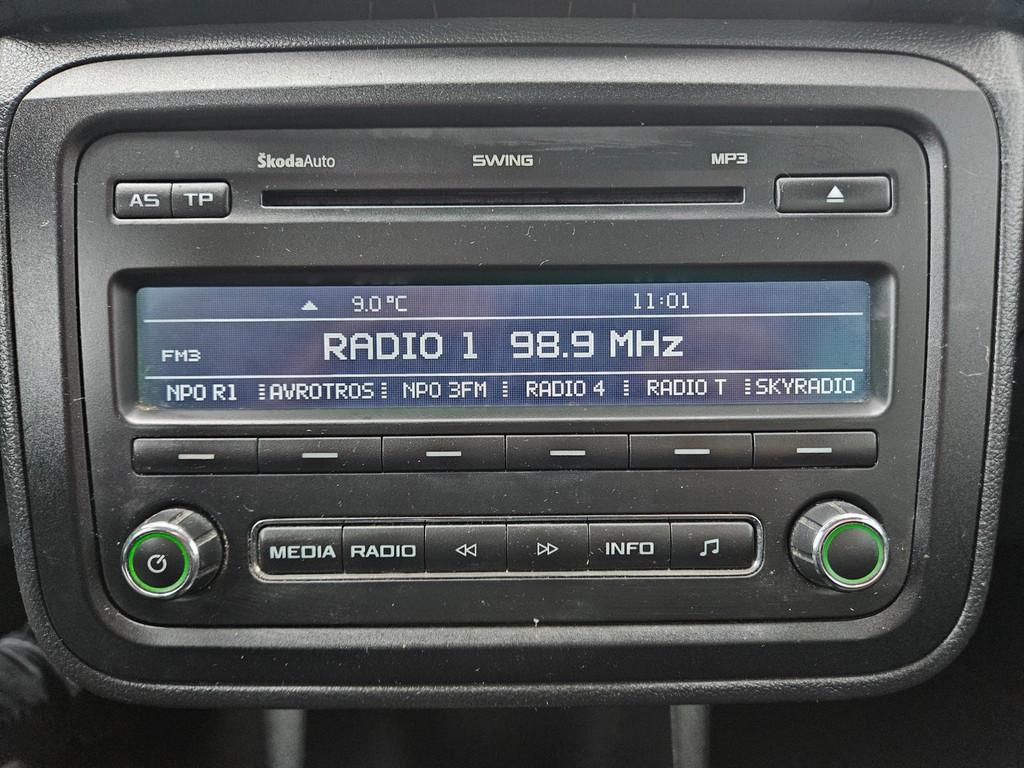 ŠkodaAuto SWING MP3
AS TP
9.0°C 11:01
FM3 RADIO 1 98.9 MHz
NPO R1 AVROTROS NPO 3FM RADIO 4 RADIO T SKYRADIO
MEDIA RADIO INFO